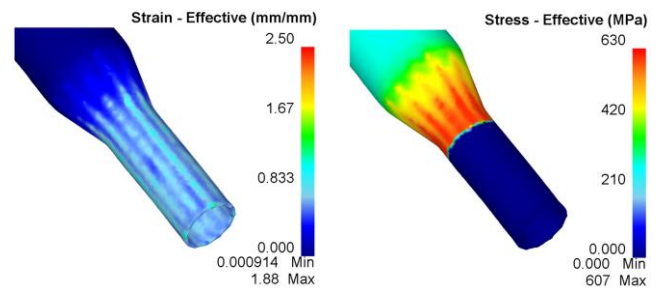 Strain - Effective (mm/mm)
2.50
1.67
0.833
0.000
0.000914 Min
1.88 Max
Stress - Effective (MPa)
630
420
210
0.000
0.000 Min
607 Max